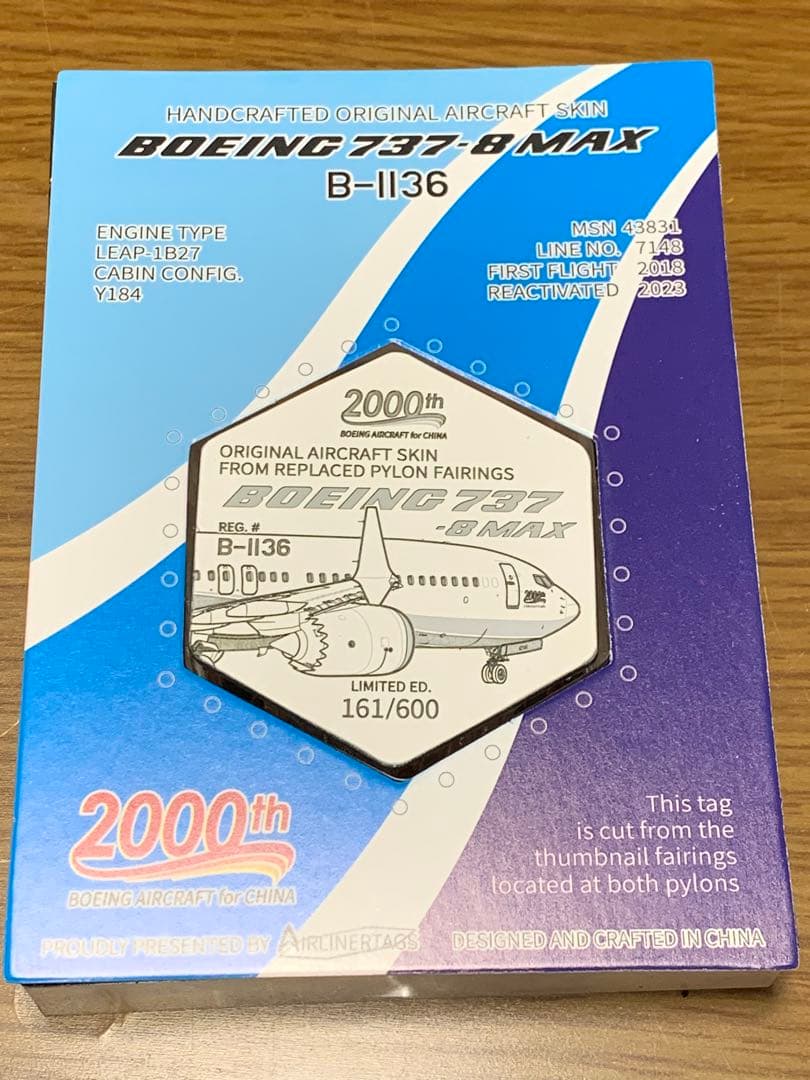 HANDCRAFTED ORIGINAL AIRCRAFT SKIN
BOEING 737-8 MAX
B-1136
ENGINE TYPE
LEAP-1B27
CABIN CONFIG.
Y184
MSN 43831
LINE NO. 7148
FIRST FLIGHT 2018
REACTIVATED 2023
2000th
BOEING AIRCRAFT for CHINA
ORIGINAL AIRCRAFT SKIN
FROM REPLACED PYLON FAIRINGS
BOEING 737
-8 MAX
REG. #
B-1136
2000th
LIMITED ED.
161/600
2000th
BOEING AIRCRAFT for CHINA
This tag
is cut from the
thumbnail fairings
located at both pylons
PROUDLY PRESENTED BY AIRLINERTAGS DESIGNED AND CRAFTED IN CHINA